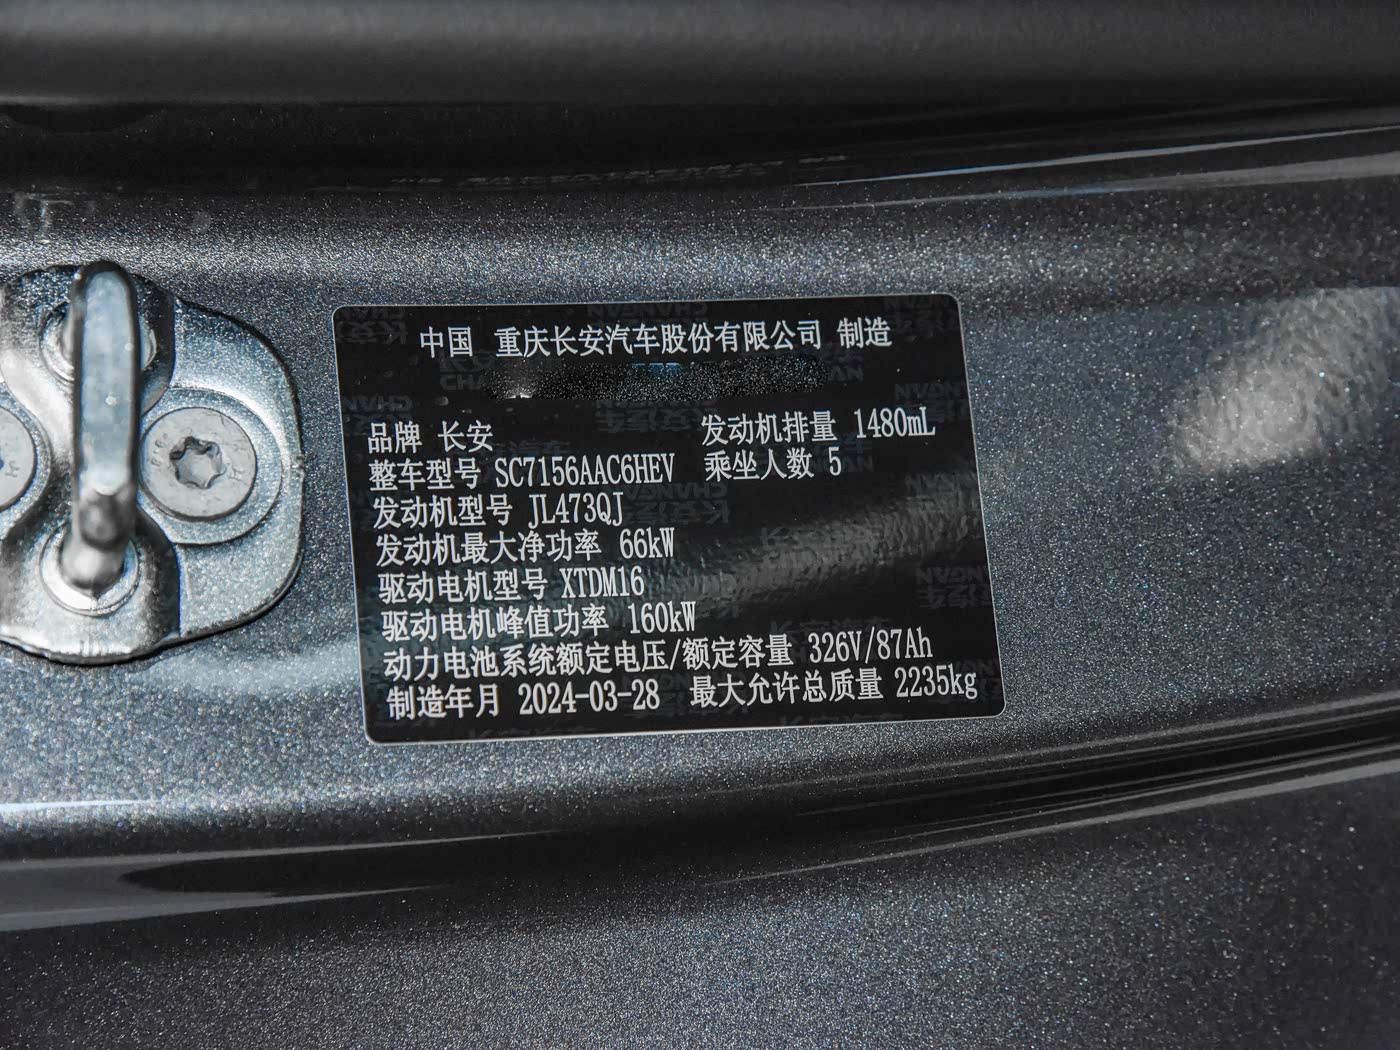 中国 重庆长安汽车股份有限公司 制造
品牌 长安 发动机排量 1480mL
整车型号 SC7156AAC6HEV 乘坐人数 5
发动机型号 JL473QJ
发动机最大净功率 66kW
驱动电机型号 XTDM16
驱动电机峰值功率 160kW
动力电池系统额定电压/额定容量 326V/87Ah
制造年月 2024-03-28 最大允许总质量 2235kg